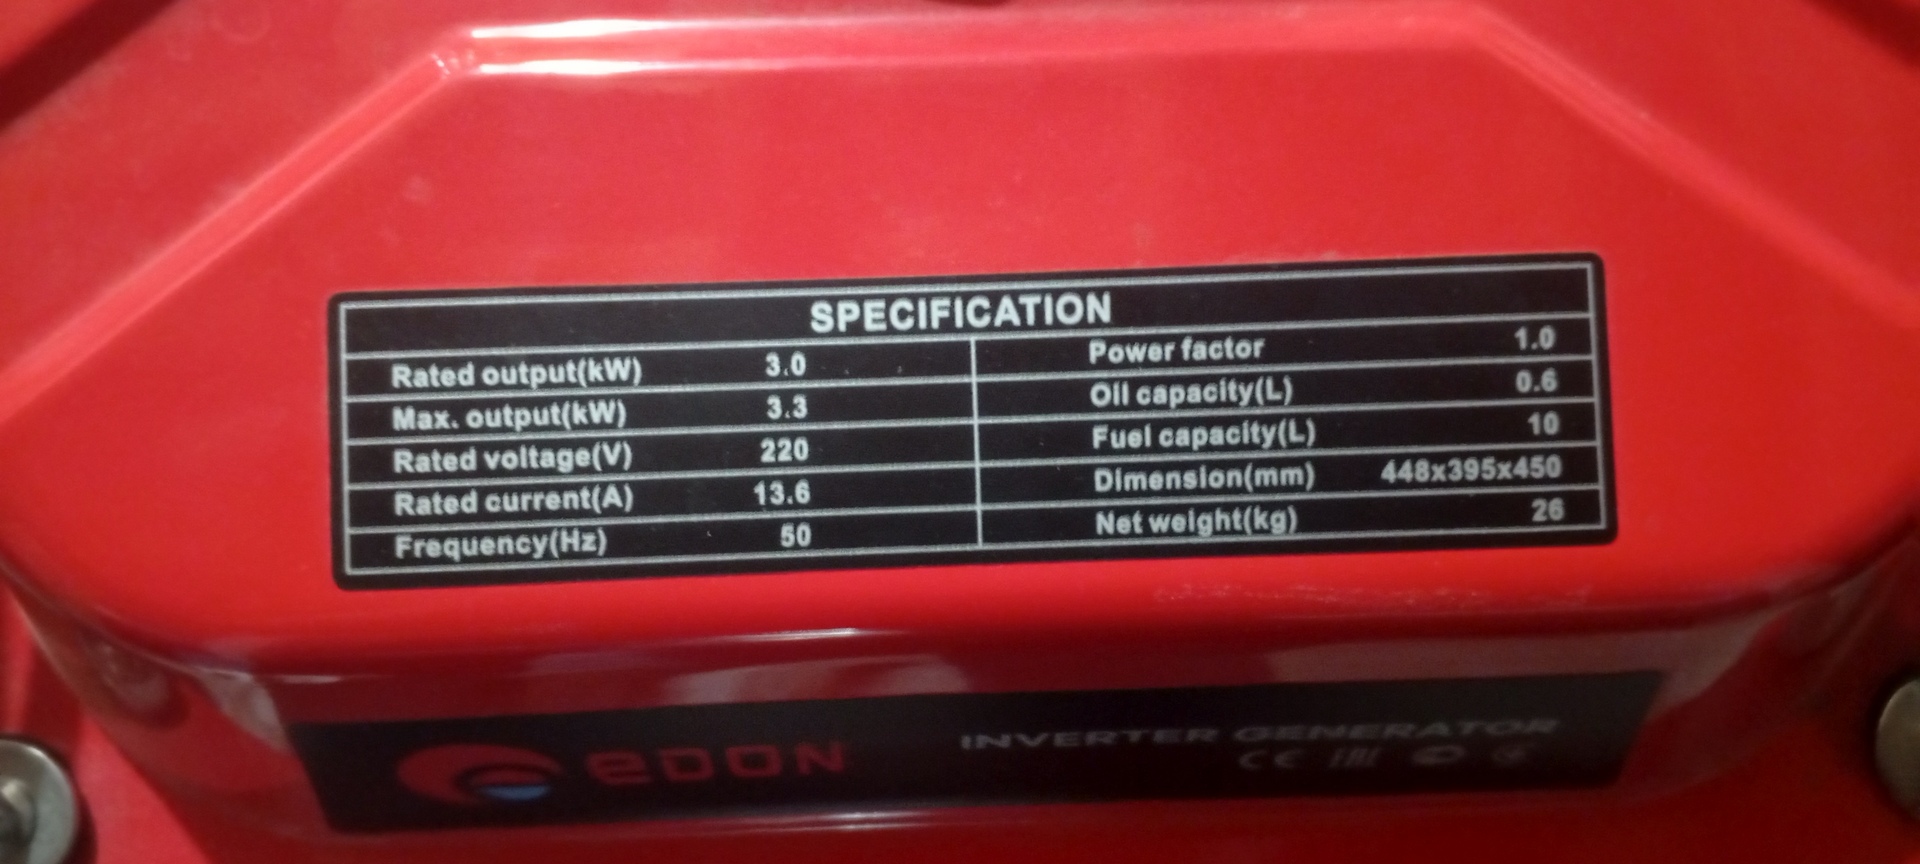 SPECIFICATION
Rated output(kW) 3.0 Power factor 1.0
Max. output(kW) 3.3 Oil capacity(L) 0.6
Rated voltage(V) 220 Fuel capacity(L) 10
Rated current(A) 13.6 Dimension(mm) 448x395x450
Frequency(Hz) 50 Net weight(kg) 26
eDON INVERTER GENERATOR
CE EAC